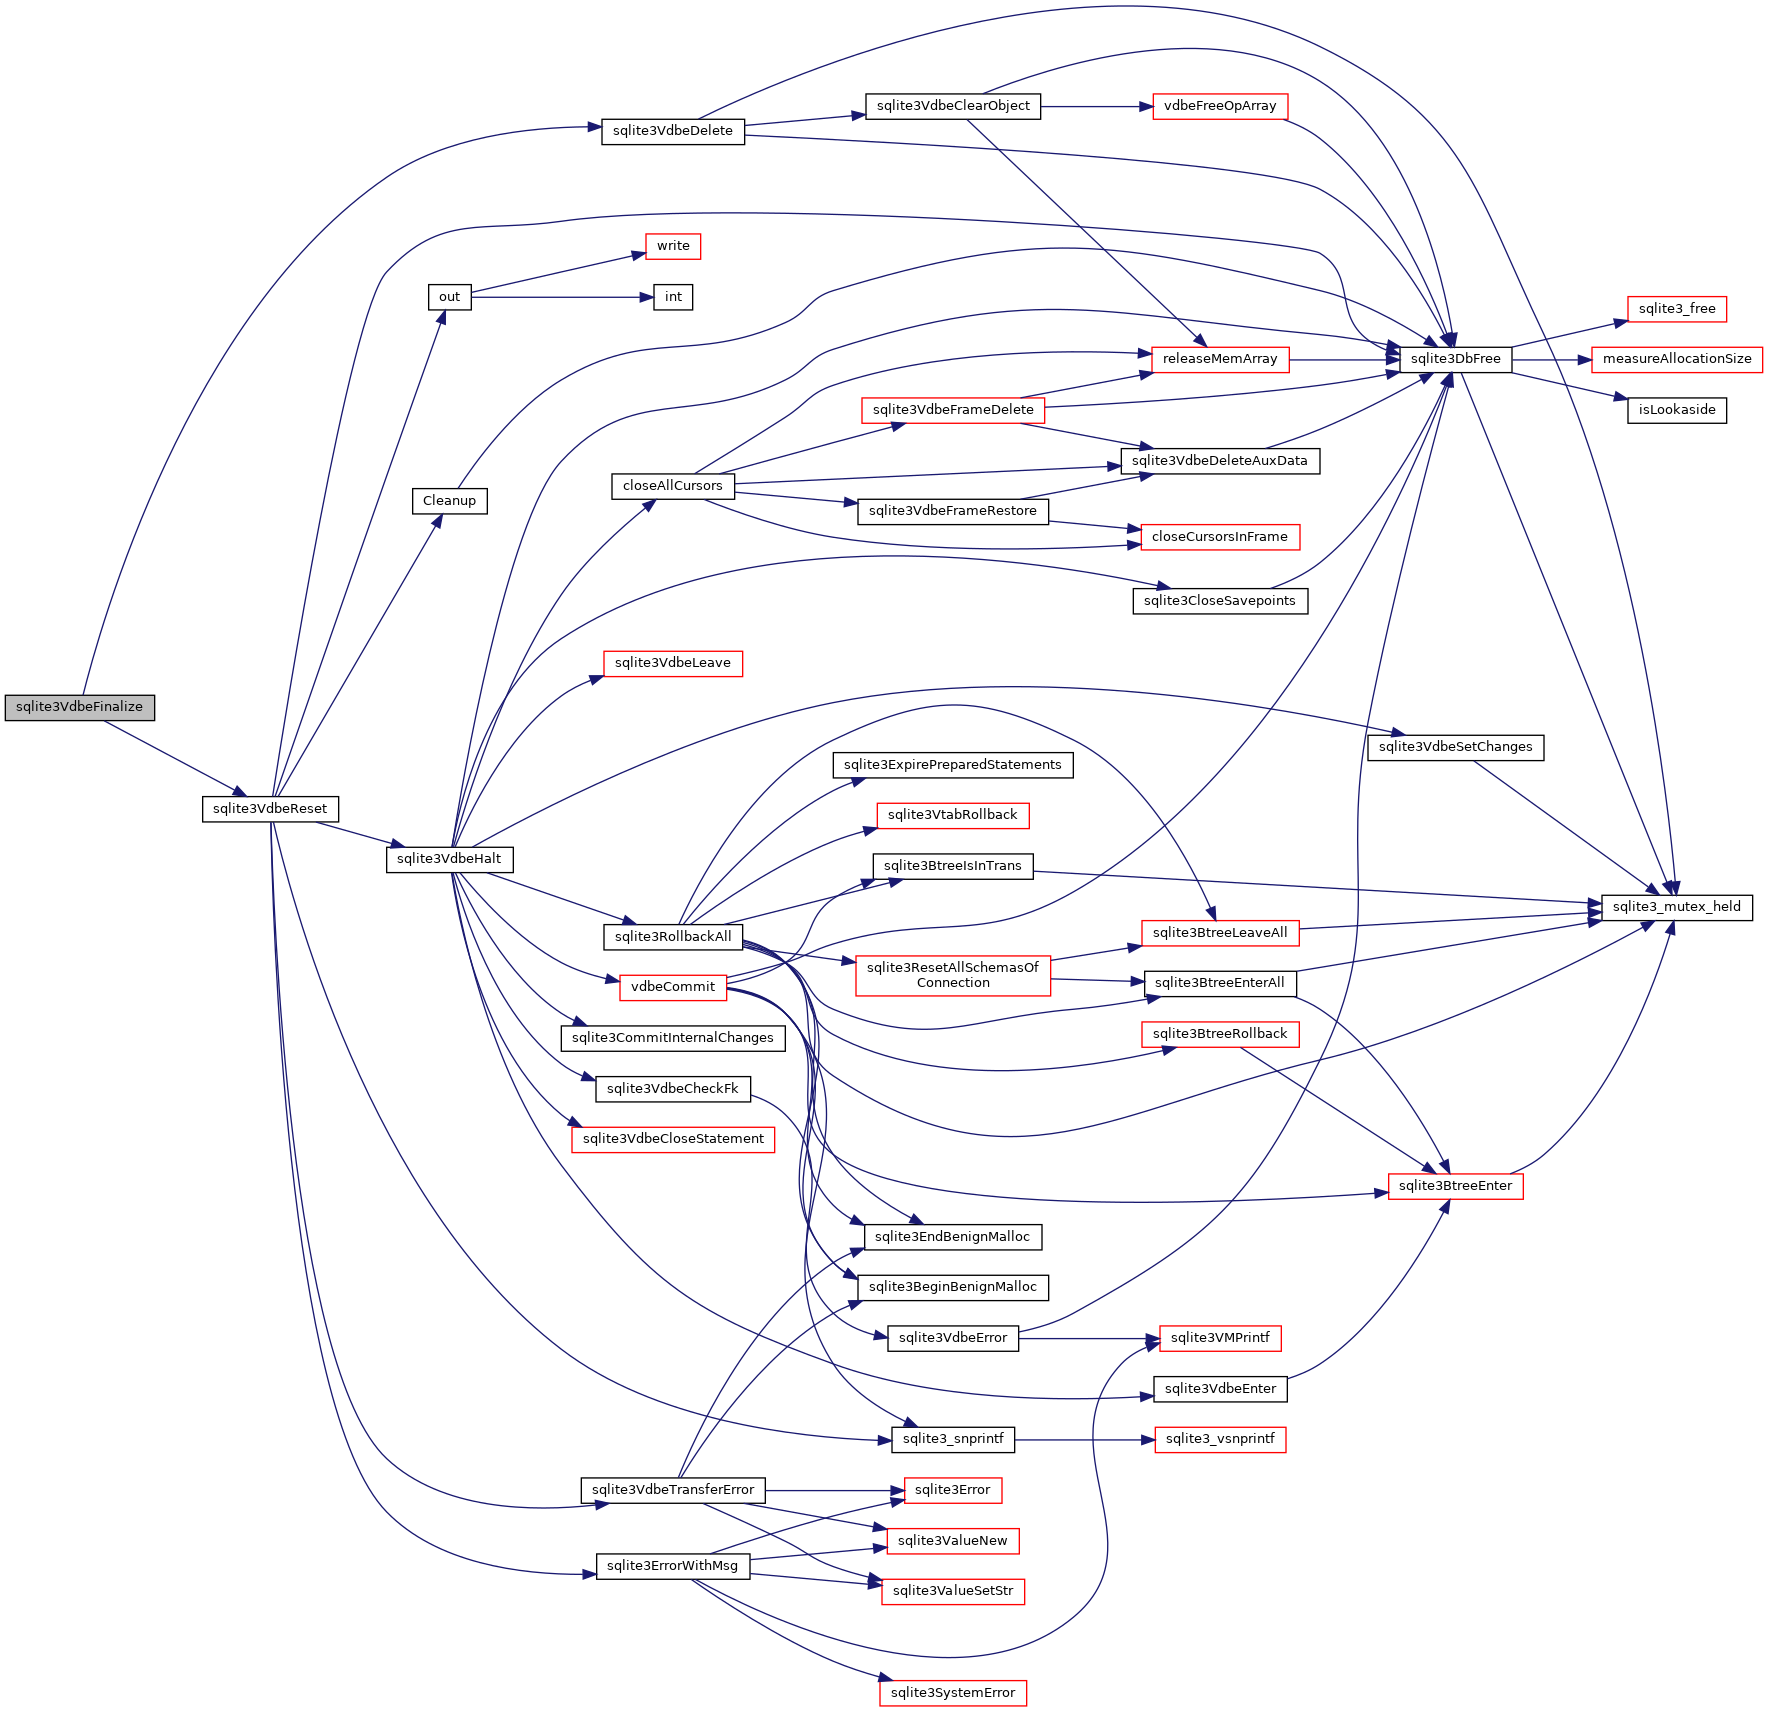 sqlite3VdbeClearObject
vdbeFreeOpArray
sqlite3VdbeDelete
write
out
int
sqlite3_free
releaseMemArray
sqlite3DbFree
measureAllocationSize
sqlite3VdbeFrameDelete
isLookaside
sqlite3VdbeDeleteAuxData
closeAllCursors
Cleanup
sqlite3VdbeFrameRestore
closeCursorsInFrame
sqlite3CloseSavepoints
sqlite3VdbeLeave
sqlite3VdbeFinalize
sqlite3VdbeSetChanges
sqlite3ExpirePreparedStatements
sqlite3VdbeReset
sqlite3VtabRollback
sqlite3VdbeHalt
sqlite3BtreeIsInTrans
sqlite3_mutex_held
sqlite3RollbackAll
sqlite3BtreeLeaveAll
sqlite3ResetAllSchemasOf
Connection
vdbeCommit
sqlite3BtreeEnterAll
sqlite3CommitInternalChanges
sqlite3BtreeRollback
sqlite3VdbeCheckFk
sqlite3VdbeCloseStatement
sqlite3BtreeEnter
sqlite3EndBenignMalloc
sqlite3BeginBenignMalloc
sqlite3VdbeError
sqlite3VMPrintf
sqlite3VdbeEnter
sqlite3_snprintf
sqlite3_vsnprintf
sqlite3VdbeTransferError
sqlite3Error
sqlite3ValueNew
sqlite3ErrorWithMsg
sqlite3ValueSetStr
sqlite3SystemError